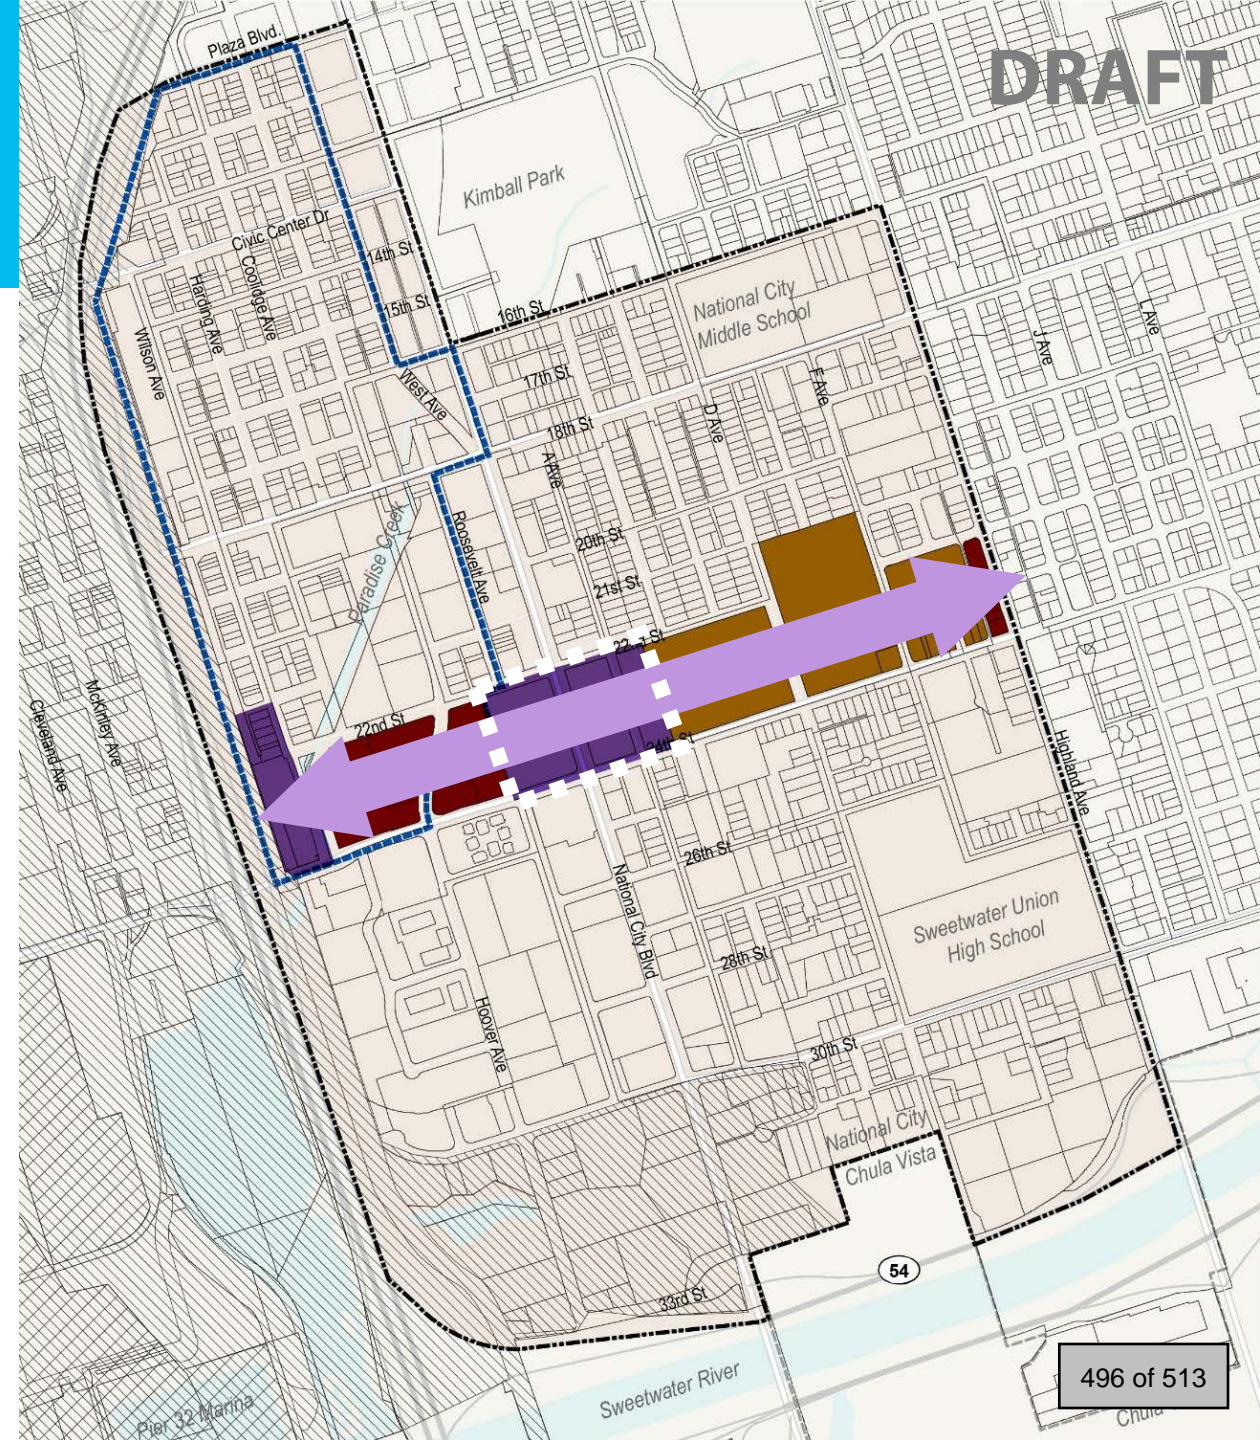 DRAFT
Plaza Blvd.
Kimball Park
Civic Center Dr
14th St
Harding Ave
Coolidge Ave
15th St
16th St
National City
Middle School
L Ave
J Ave
Wilson Ave
West Ave
17th St
F Ave
18th St
D Ave
A Ave
Paradise Creek
Roosevelt Ave
20th St
21st St
22nd St
22nd St
24th St
McKinley Ave
Cleveland Ave
Highland Ave
26th St
National City Blvd
28th St
Sweetwater Union
High School
Hoover Ave
30th St
National City
Chula Vista
54
33rd St
Sweetwater River
Pier 32 Marina
496 of 513
Chula